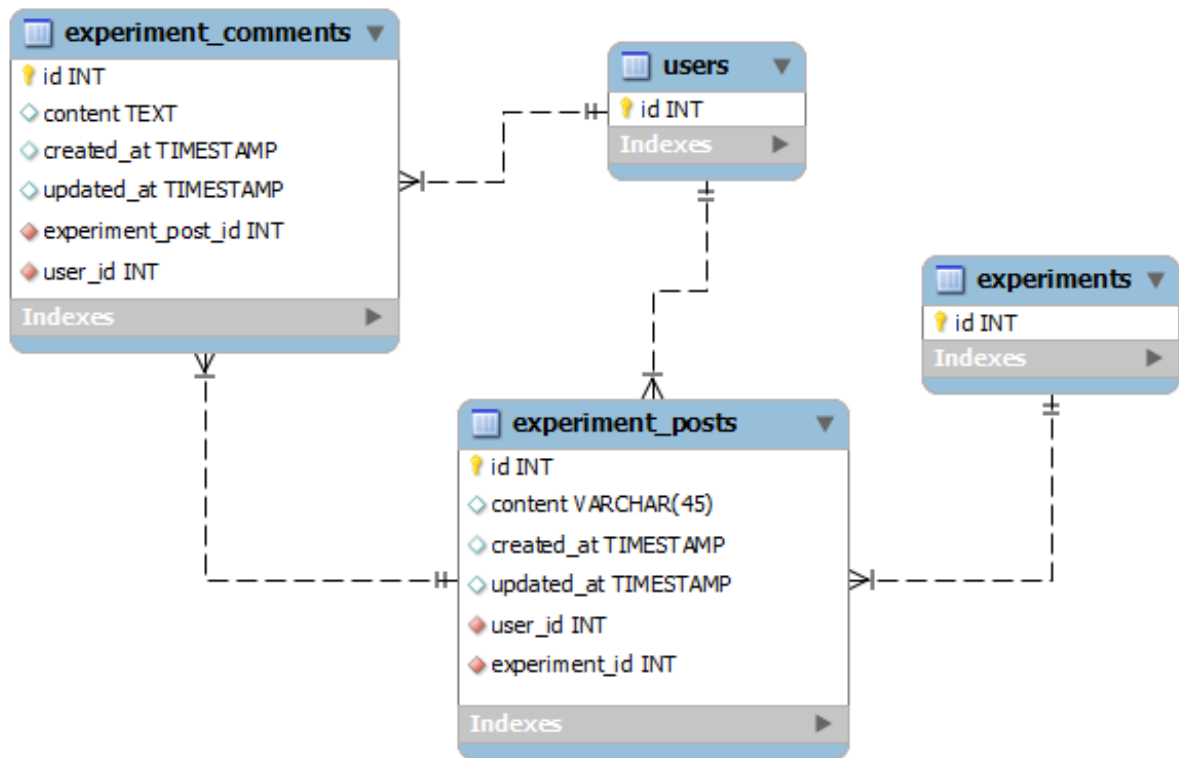 experiment_comments
id INT
content TEXT
created_at TIMESTAMP
updated_at TIMESTAMP
experiment_post_id INT
user_id INT
Indexes
users
id INT
Indexes
experiments
id INT
Indexes
experiment_posts
id INT
content VARCHAR(45)
created_at TIMESTAMP
updated_at TIMESTAMP
user_id INT
experiment_id INT
Indexes